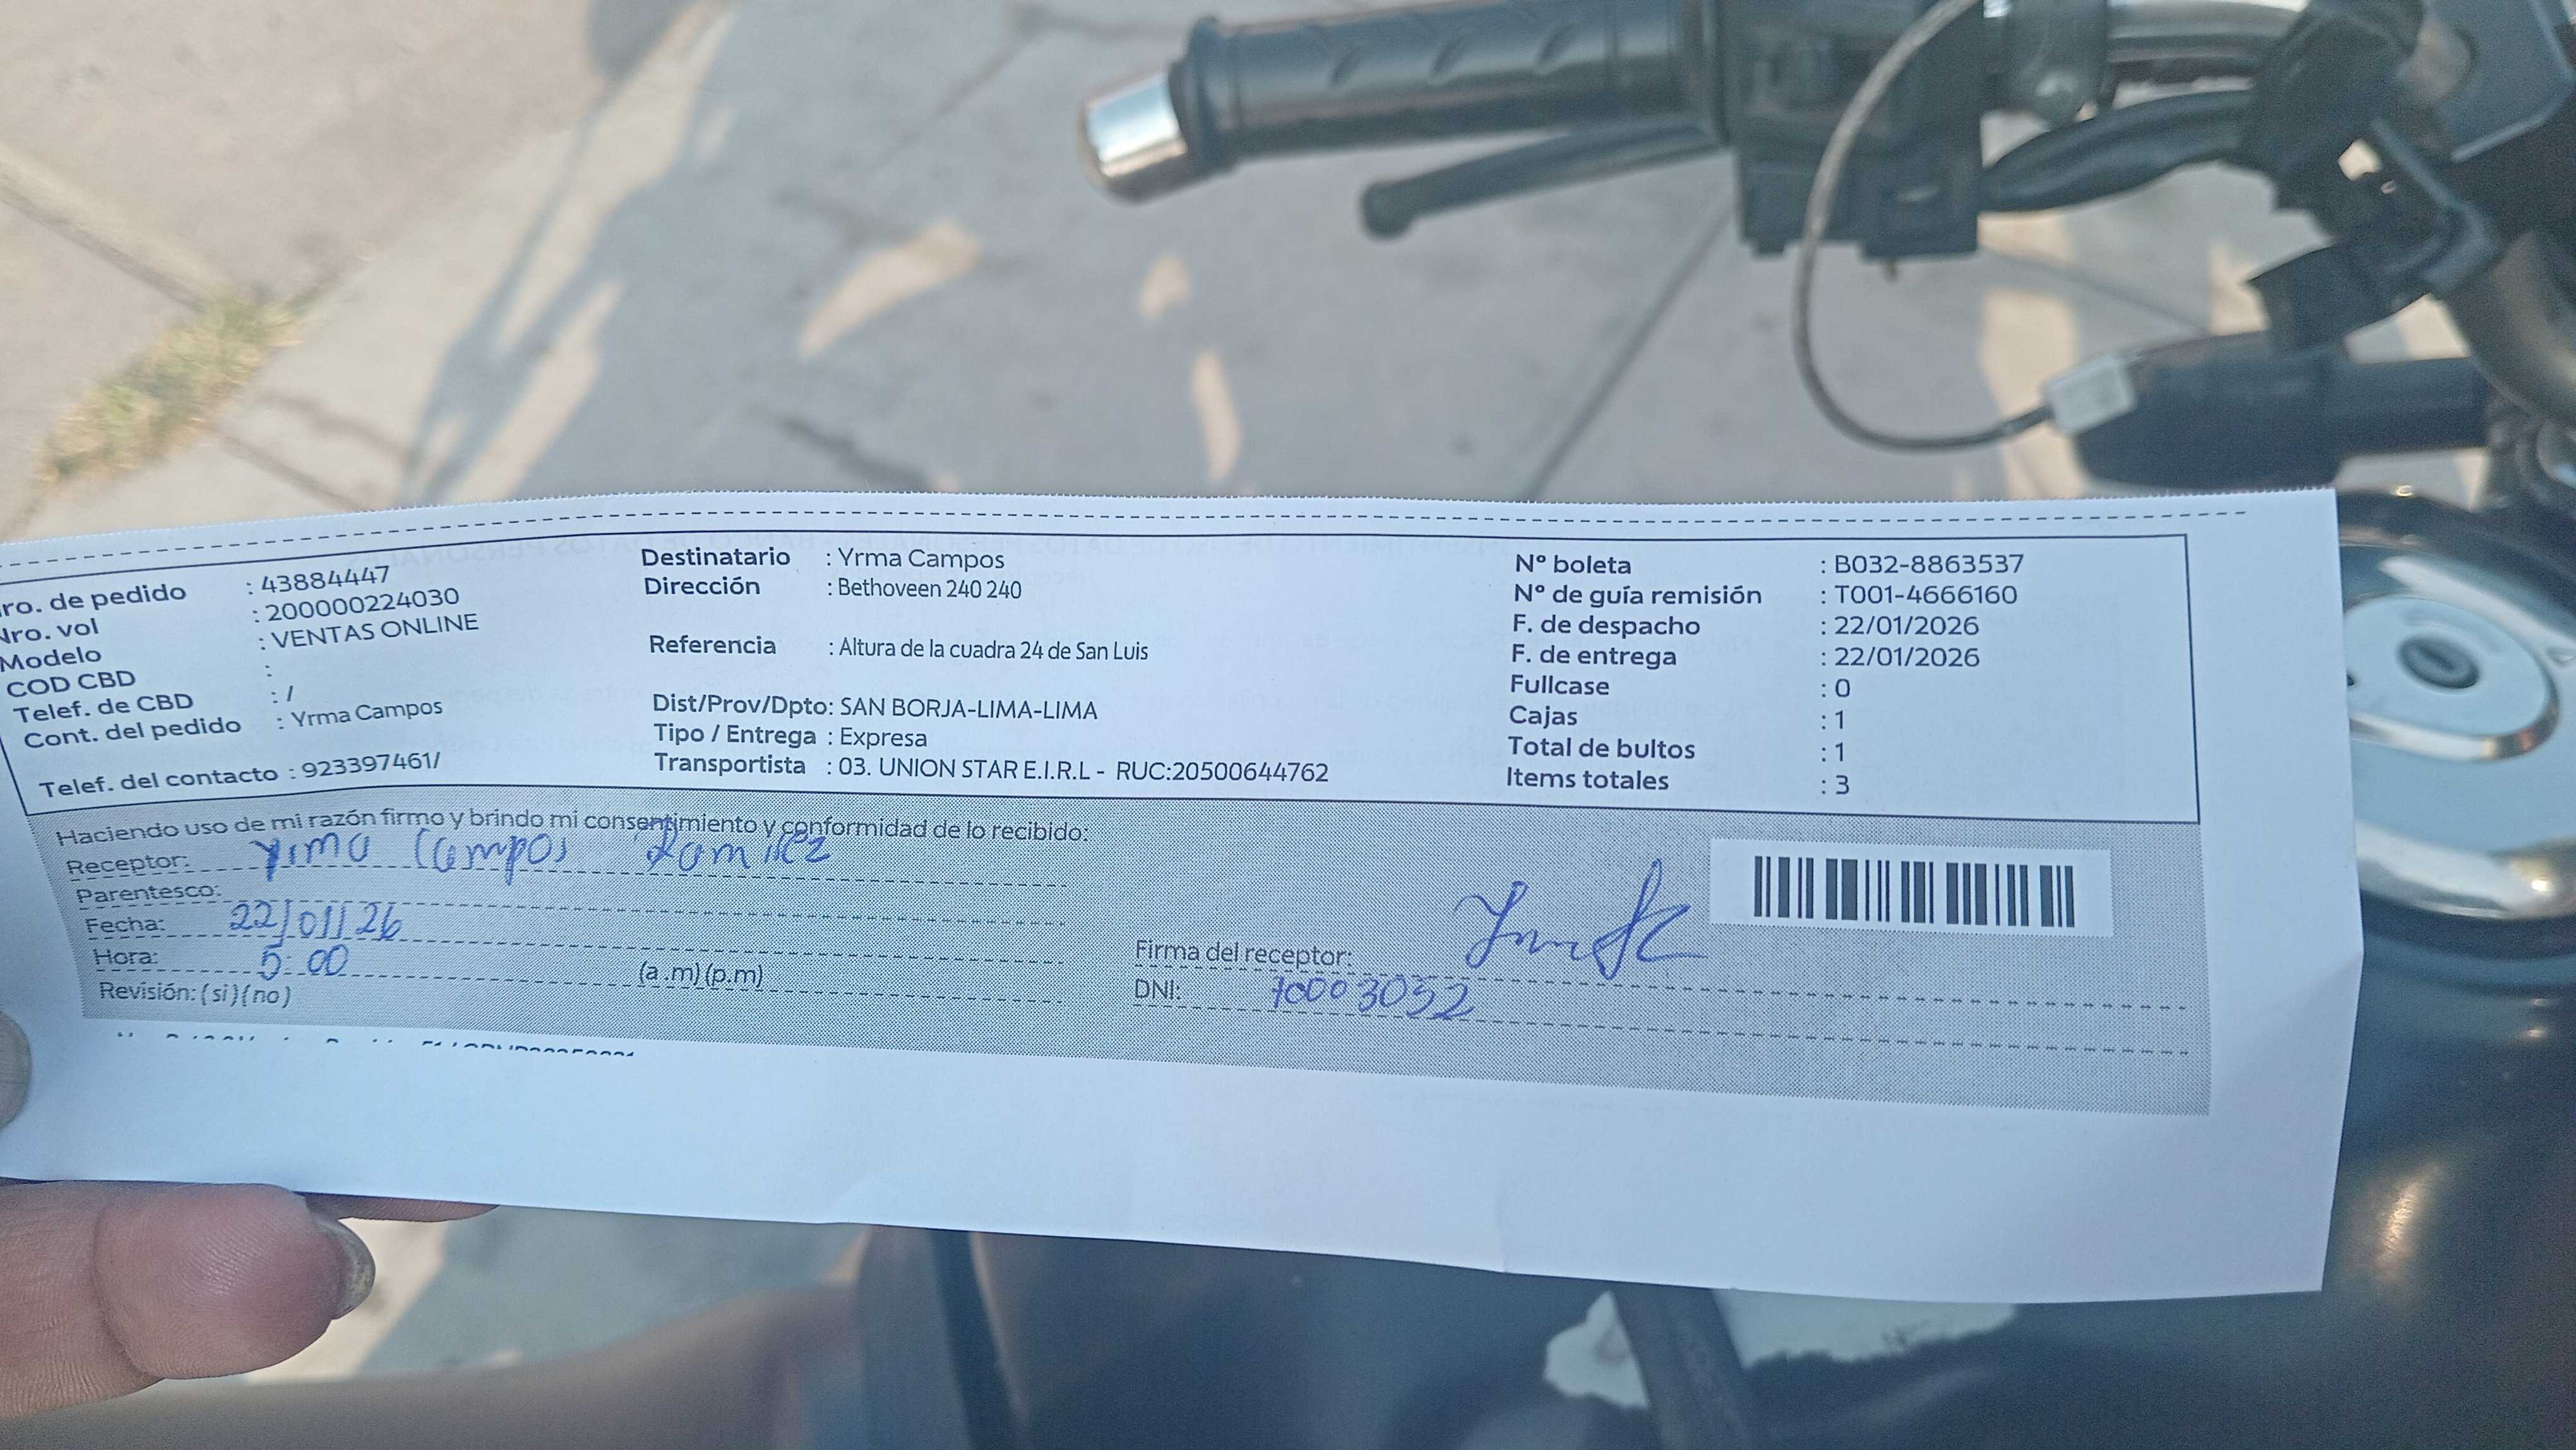 ro. de pedido : 43884447
Nro. vol : 200000224030
Modelo : VENTAS ONLINE
COD CBD :
Telef. de CBD : /
Cont. del pedido : Yrma Campos
Telef. del contacto : 923397461/
Destinatario : Yrma Campos
Dirección : Bethoveen 240 240
Referencia : Altura de la cuadra 24 de San Luis
Dist/Prov/Dpto: SAN BORJA-LIMA-LIMA
Tipo / Entrega : Expresa
Transportista : 03. UNION STAR E.I.R.L - RUC:20500644762
Nº boleta : B032-8863537
Nº de guía remisión : T001-4666160
F. de despacho : 22/01/2026
F. de entrega : 22/01/2026
Fullcase : 0
Cajas : 1
Total de bultos : 1
Items totales : 3
Haciendo uso de mi razón firmo y brindo mi consentimiento y conformidad de lo recibido:
Receptor: Yrma Campos Ramirez
Parentesco:
Fecha: 22/01/26
Hora: 5:00 (a.m)(p.m)
Revisión: (si)(no)
Firma del receptor:
DNI: 10003052